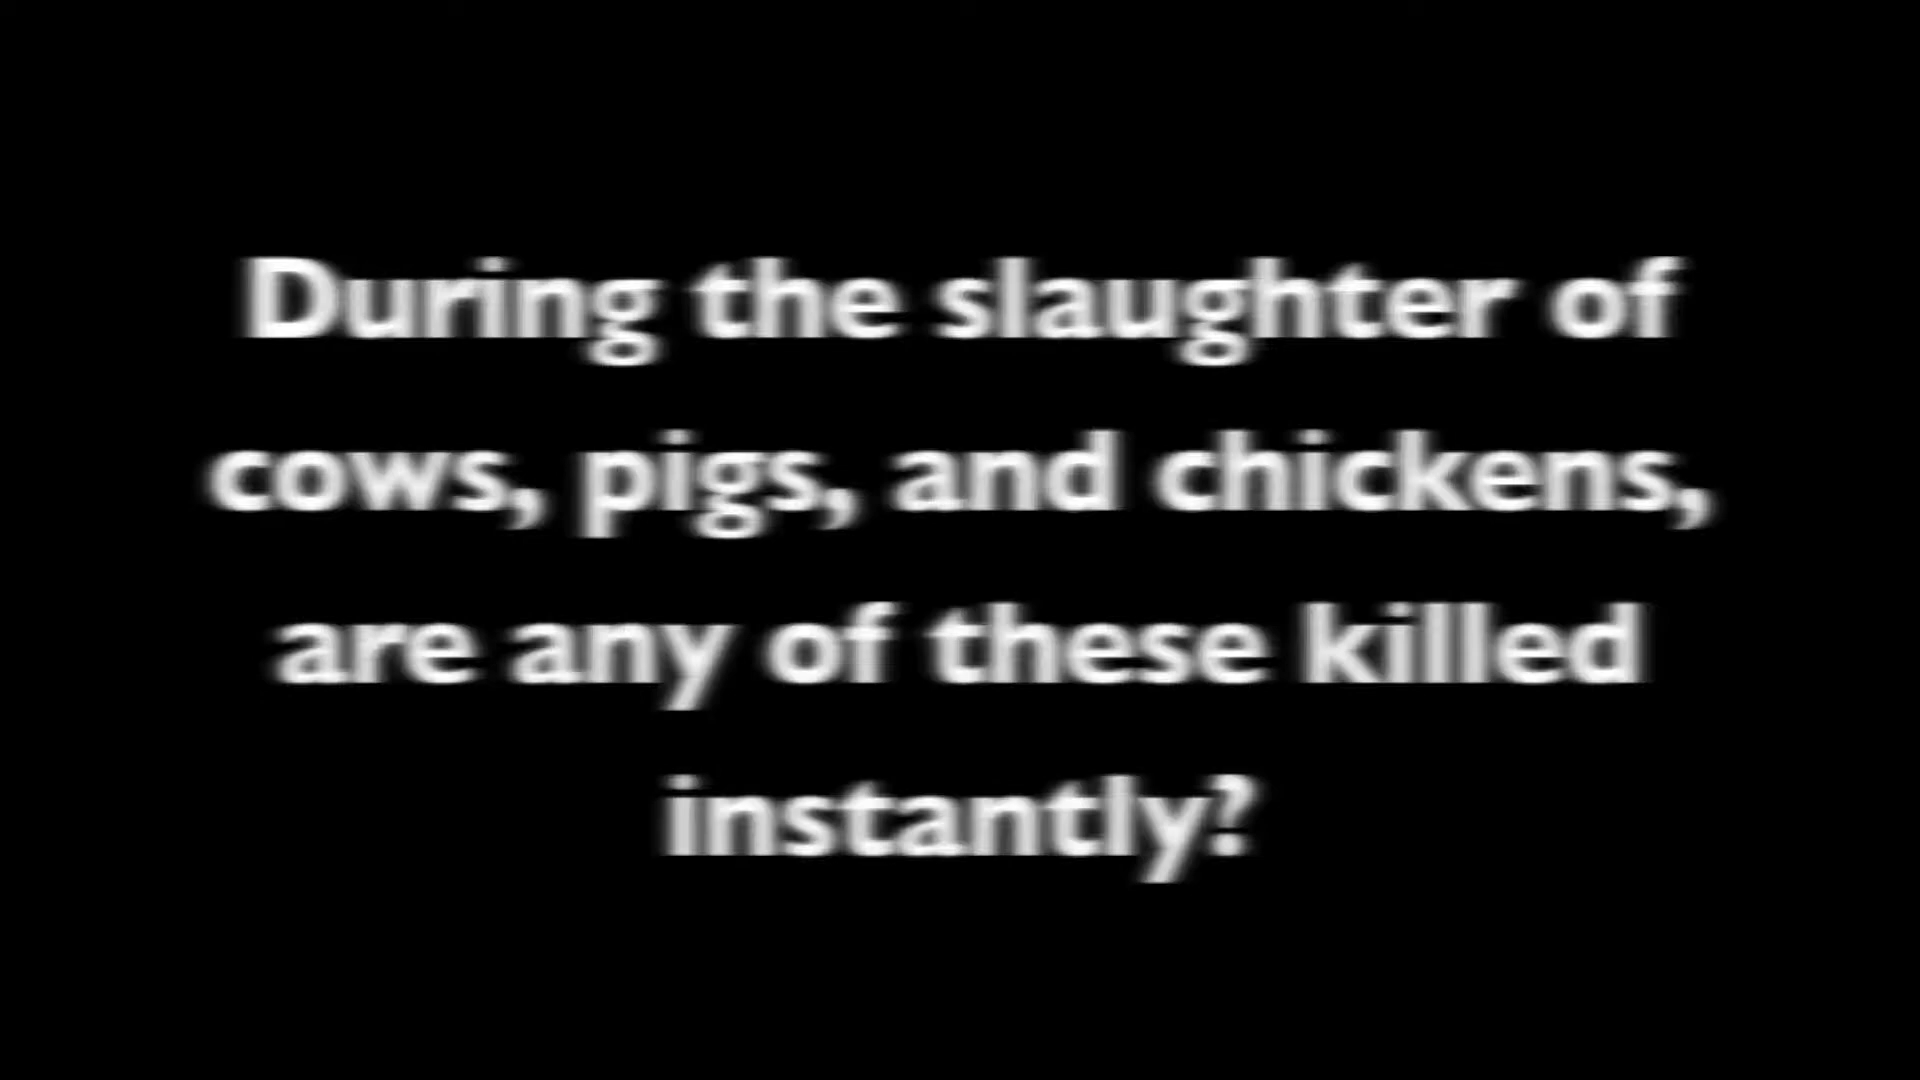 During the slaughter of
cows, pigs, and chickens,
are any of these killed
instantly?